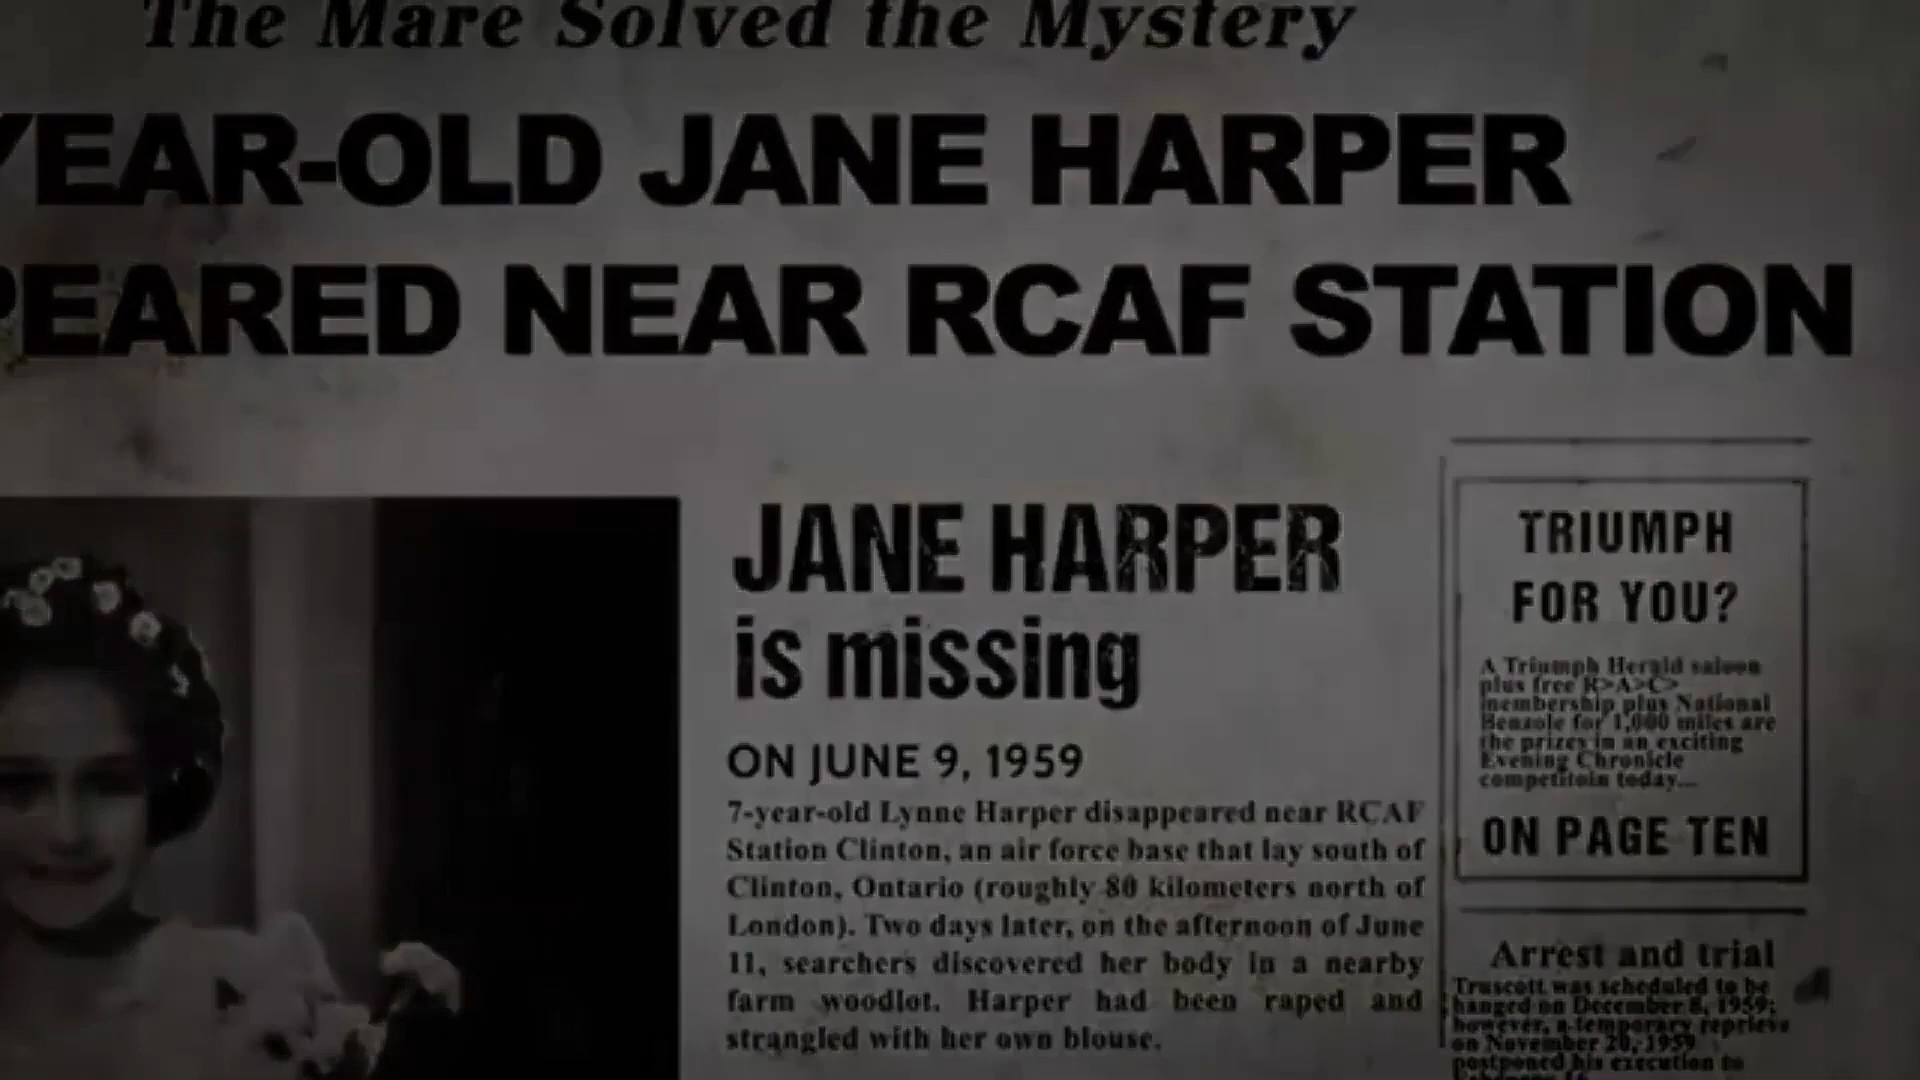 The Mare Solved the Mystery
YEAR-OLD JANE HARPER
PEARED NEAR RCAF STATION
JANE HARPER
is missing
ON JUNE 9, 1959
7-year-old Lynne Harper disappeared near RCAF
Station Clinton, an air force base that lay south of
Clinton, Ontario (roughly 80 kilometers north of
London). Two days later, on the afternoon of June
11, searchers discovered her body in a nearby
farm woodlot. Harper had been raped and
strangled with her own blouse.
TRIUMPH
FOR YOU?
A Triumph Herald saloon
plus free R>A>C>
membership plus National
Benzole for 1,000 miles are
the prizes in an exciting
Evening Chronicle
competitoin today...
ON PAGE TEN
Arrest and trial
Truscott was scheduled to be
hanged on December 8, 1959;
however, a temporary reprieve
on November 20, 1959
postponed his execution to